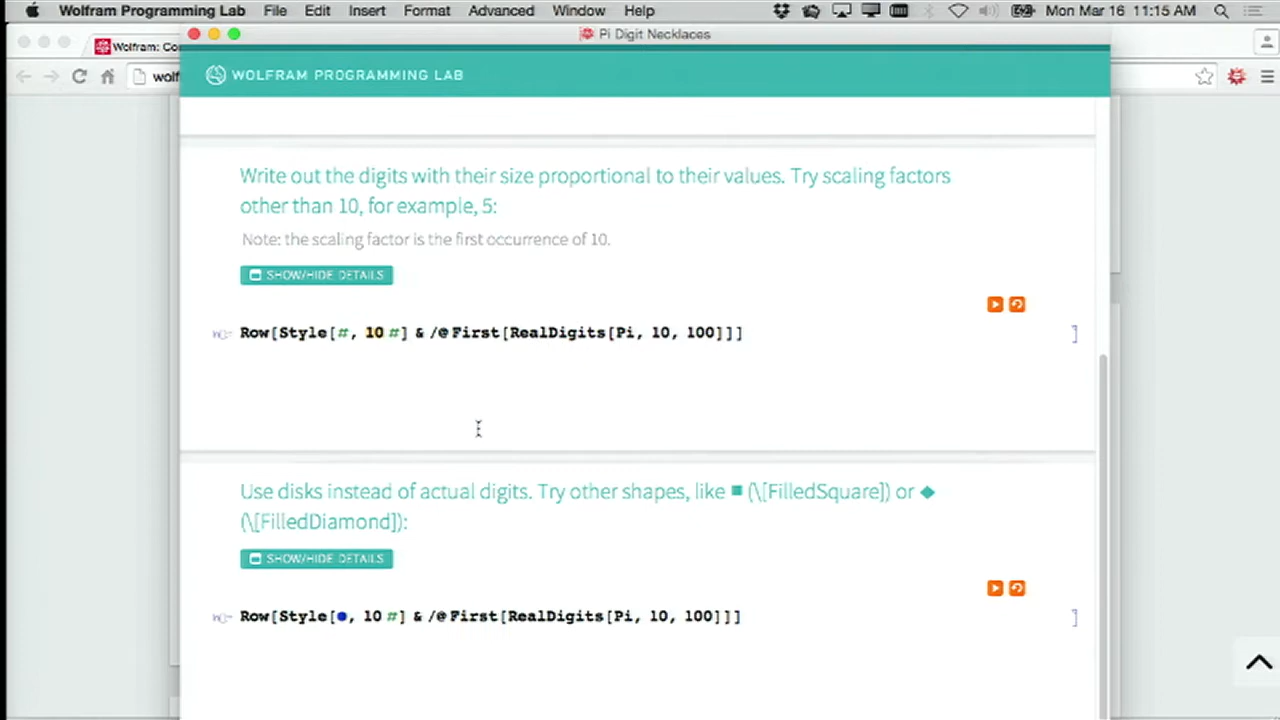 Wolfram Programming Lab File Edit Insert Format Advanced Window Help Mon Mar 16 11:15 AM
Pi Digit Necklaces
Wolfram: Co
wolf
WOLFRAM PROGRAMMING LAB
Write out the digits with their size proportional to their values. Try scaling factors
other than 10, for example, 5:
Note: the scaling factor is the first occurrence of 10.
SHOW/HIDE DETAILS
Row[Style[#, 10 #] & /@ First[RealDigits[Pi, 10, 100]]]
Use disks instead of actual digits. Try other shapes, like ■ (\[FilledSquare]) or ◆
(\[FilledDiamond]):
SHOW/HIDE DETAILS
Row[Style[●, 10 #] & /@ First[RealDigits[Pi, 10, 100]]]